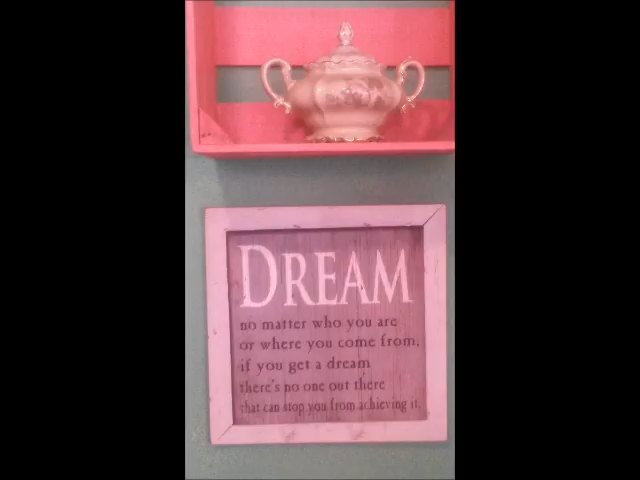 DREAM
no matter who you are
or where you come from,
if you get a dream
there's no one out there
that can stop you from achieving it.